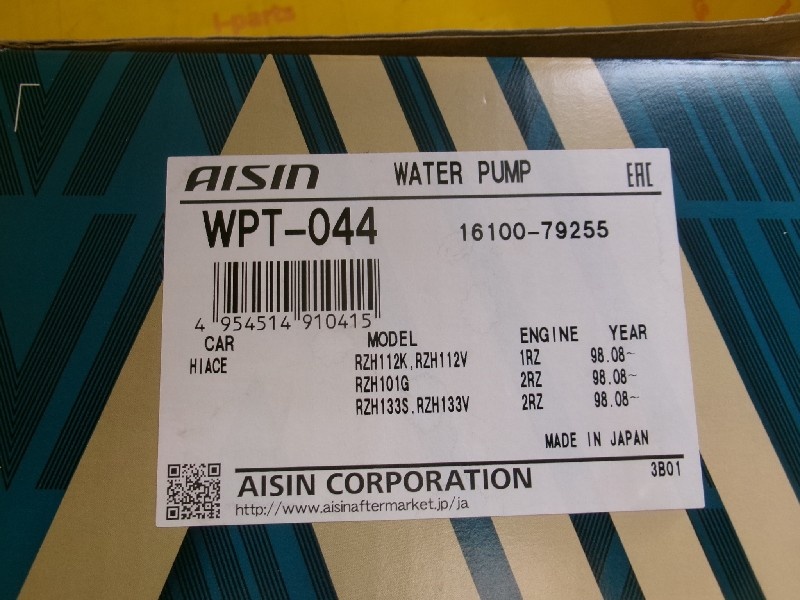 i-parts
AISIN WATER PUMP EAC
WPT-044 16100-79255
4 954514 910415
CAR MODEL ENGINE YEAR
HIACE RZH112K,RZH112V 1RZ 98.08~
RZH101G 2RZ 98.08~
RZH133S,RZH133V 2RZ 98.08~
MADE IN JAPAN
3B01
AISIN CORPORATION
http://www.aisinaftermarket.jp/ja